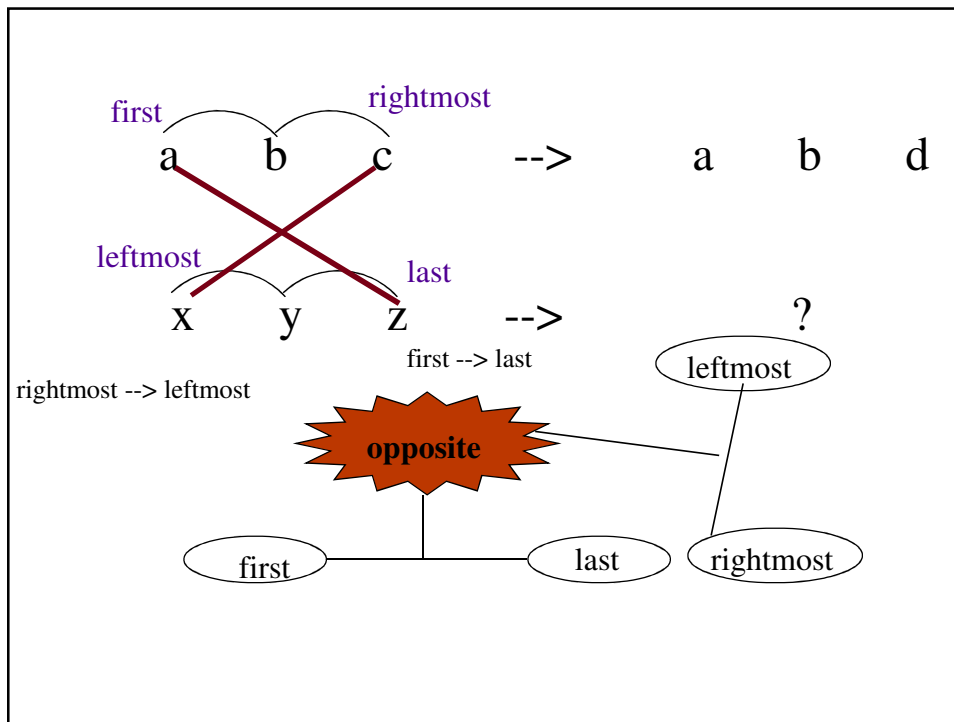 first rightmost
a b c --> a b d
leftmost last
x y z --> ?
first --> last leftmost
rightmost --> leftmost
opposite
first last rightmost